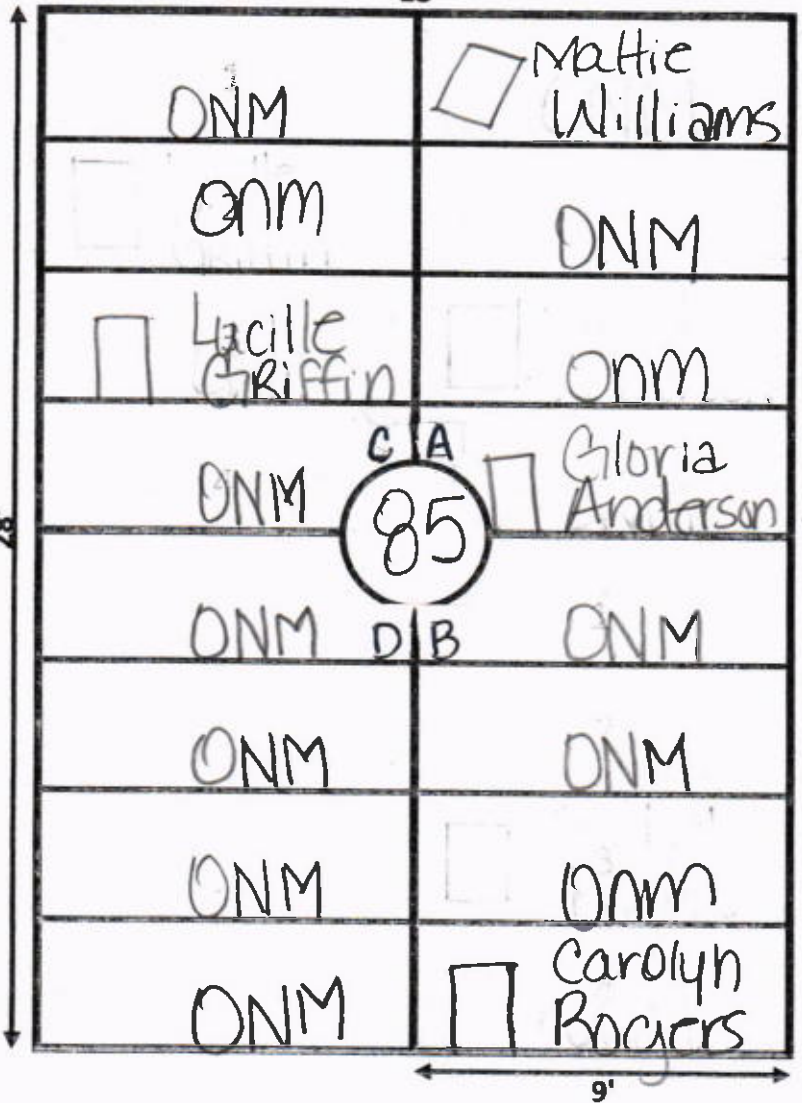 ONM
Mattie
Williams
Onm
ONM
Lucille
Griffin
Onm
C A
ONM
Gloria
Anderson
85
ONM
D B
ONM
ONM
ONM
ONM
Onm
ONM
Carolyn
Rogers
9'